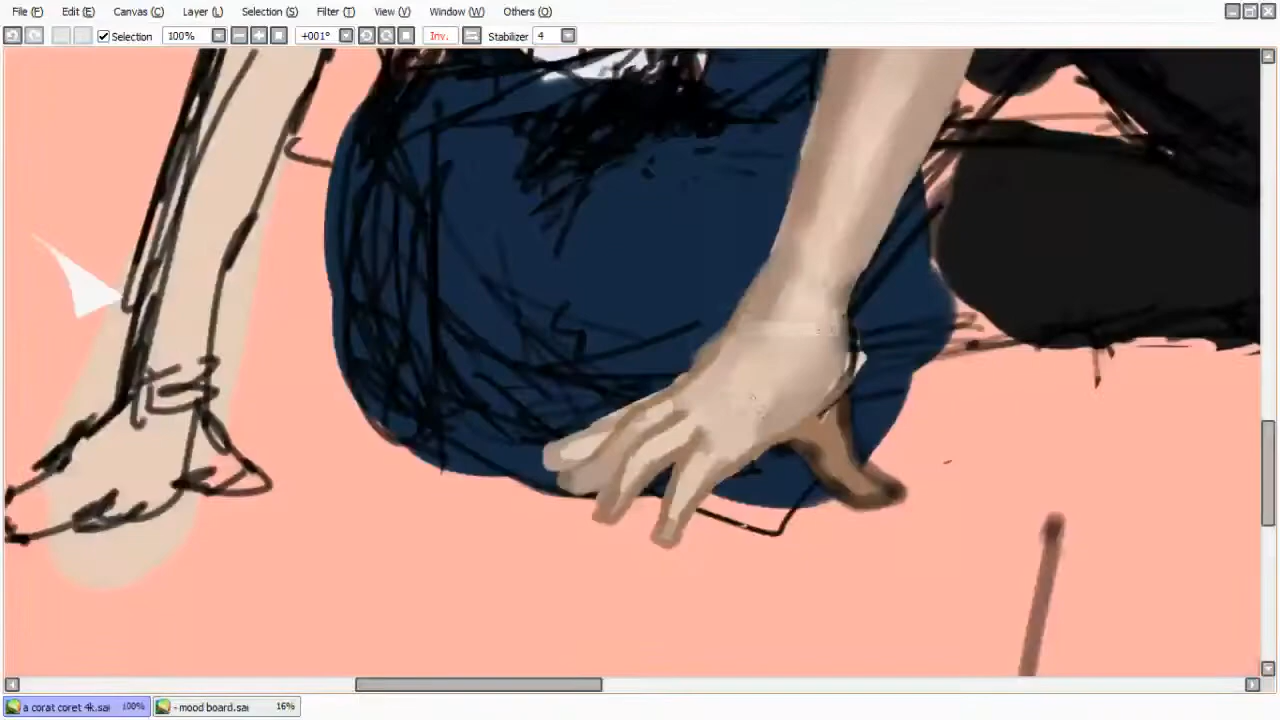 File (F) Edit (E) Canvas (C) Layer (L) Selection (S) Filter (T) View (V) Window (W) Others (O)
Selection 100% +001° Inv. Stabilizer 4
a corat coret 4k.sai 100% - mood board.sai 16%